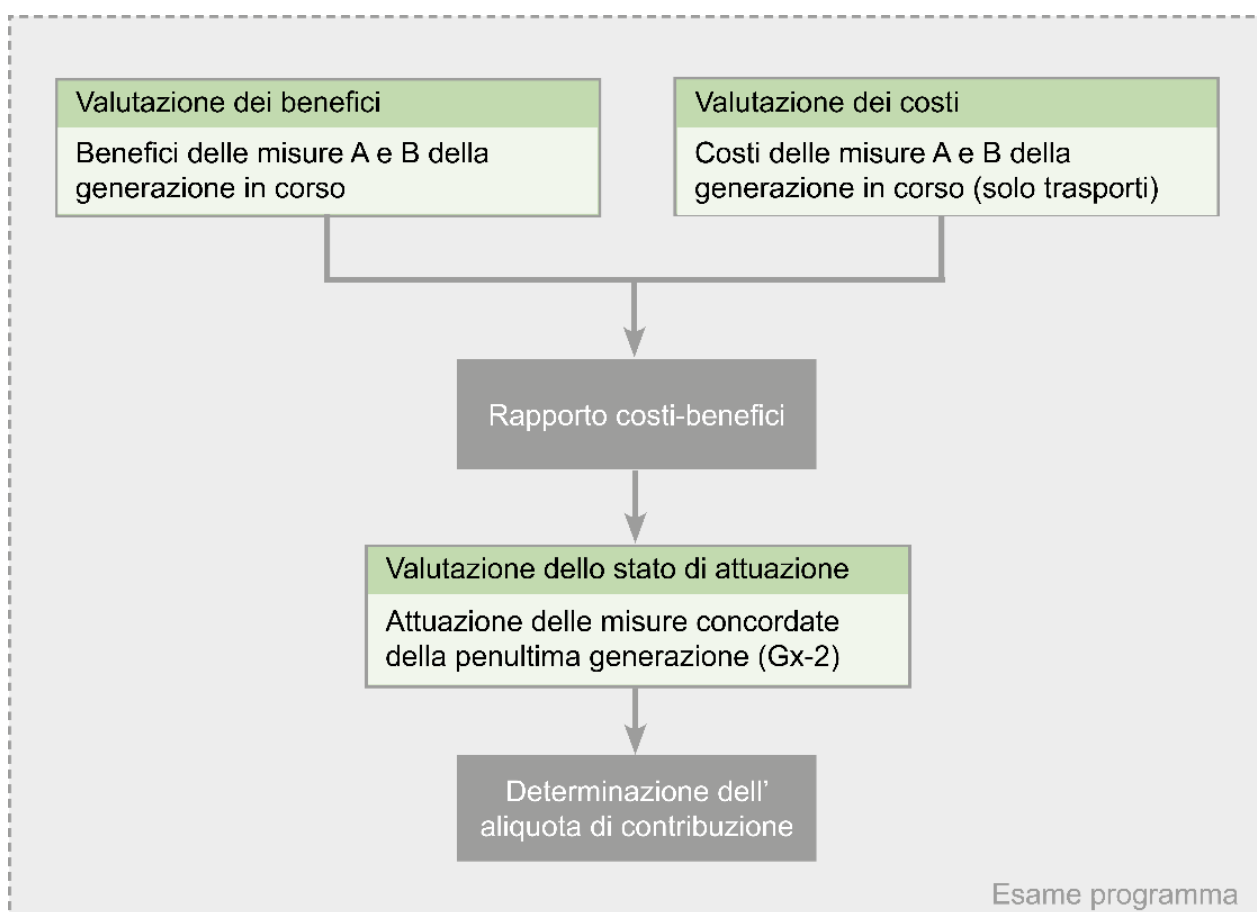 Valutazione dei benefici
Benefici delle misure A e B della
generazione in corso
Valutazione dei costi
Costi delle misure A e B della
generazione in corso (solo trasporti)
Rapporto costi-benefici
Valutazione dello stato di attuazione
Attuazione delle misure concordate
della penultima generazione (Gx-2)
Determinazione dell'
aliquota di contribuzione
Esame programma